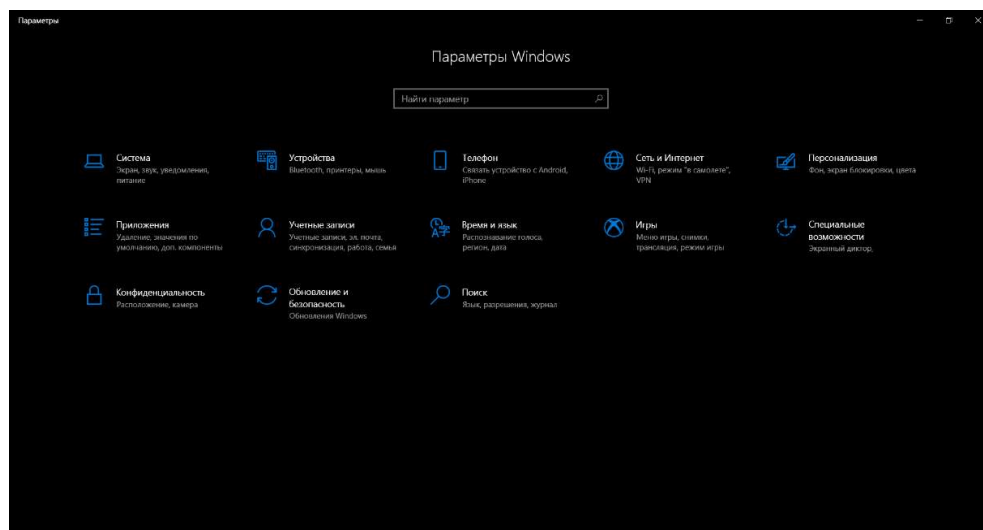 Параметры
Параметры Windows
Найти параметр
Система
Экран, звук, уведомления,
питание
Устройства
Bluetooth, принтеры, мышь
Телефон
Связать устройство с Android,
iPhone
Сеть и Интернет
Wi-Fi, режим "в самолете",
VPN
Персонализация
Фон, экран блокировки, цвета
Приложения
Удаление, значения по
умолчанию, доп. компоненты
Учетные записи
Учетные записи, эл. почта,
синхронизация, работа, семья
Время и язык
Распознавание голоса,
регион, дата
Игры
Меню игры, снимки,
трансляция, режим игры
Специальные
возможности
Экранный диктор,
Конфиденциальность
Расположение, камера
Обновление и
безопасность
Обновления Windows
Поиск
Язык, разрешения, журнал